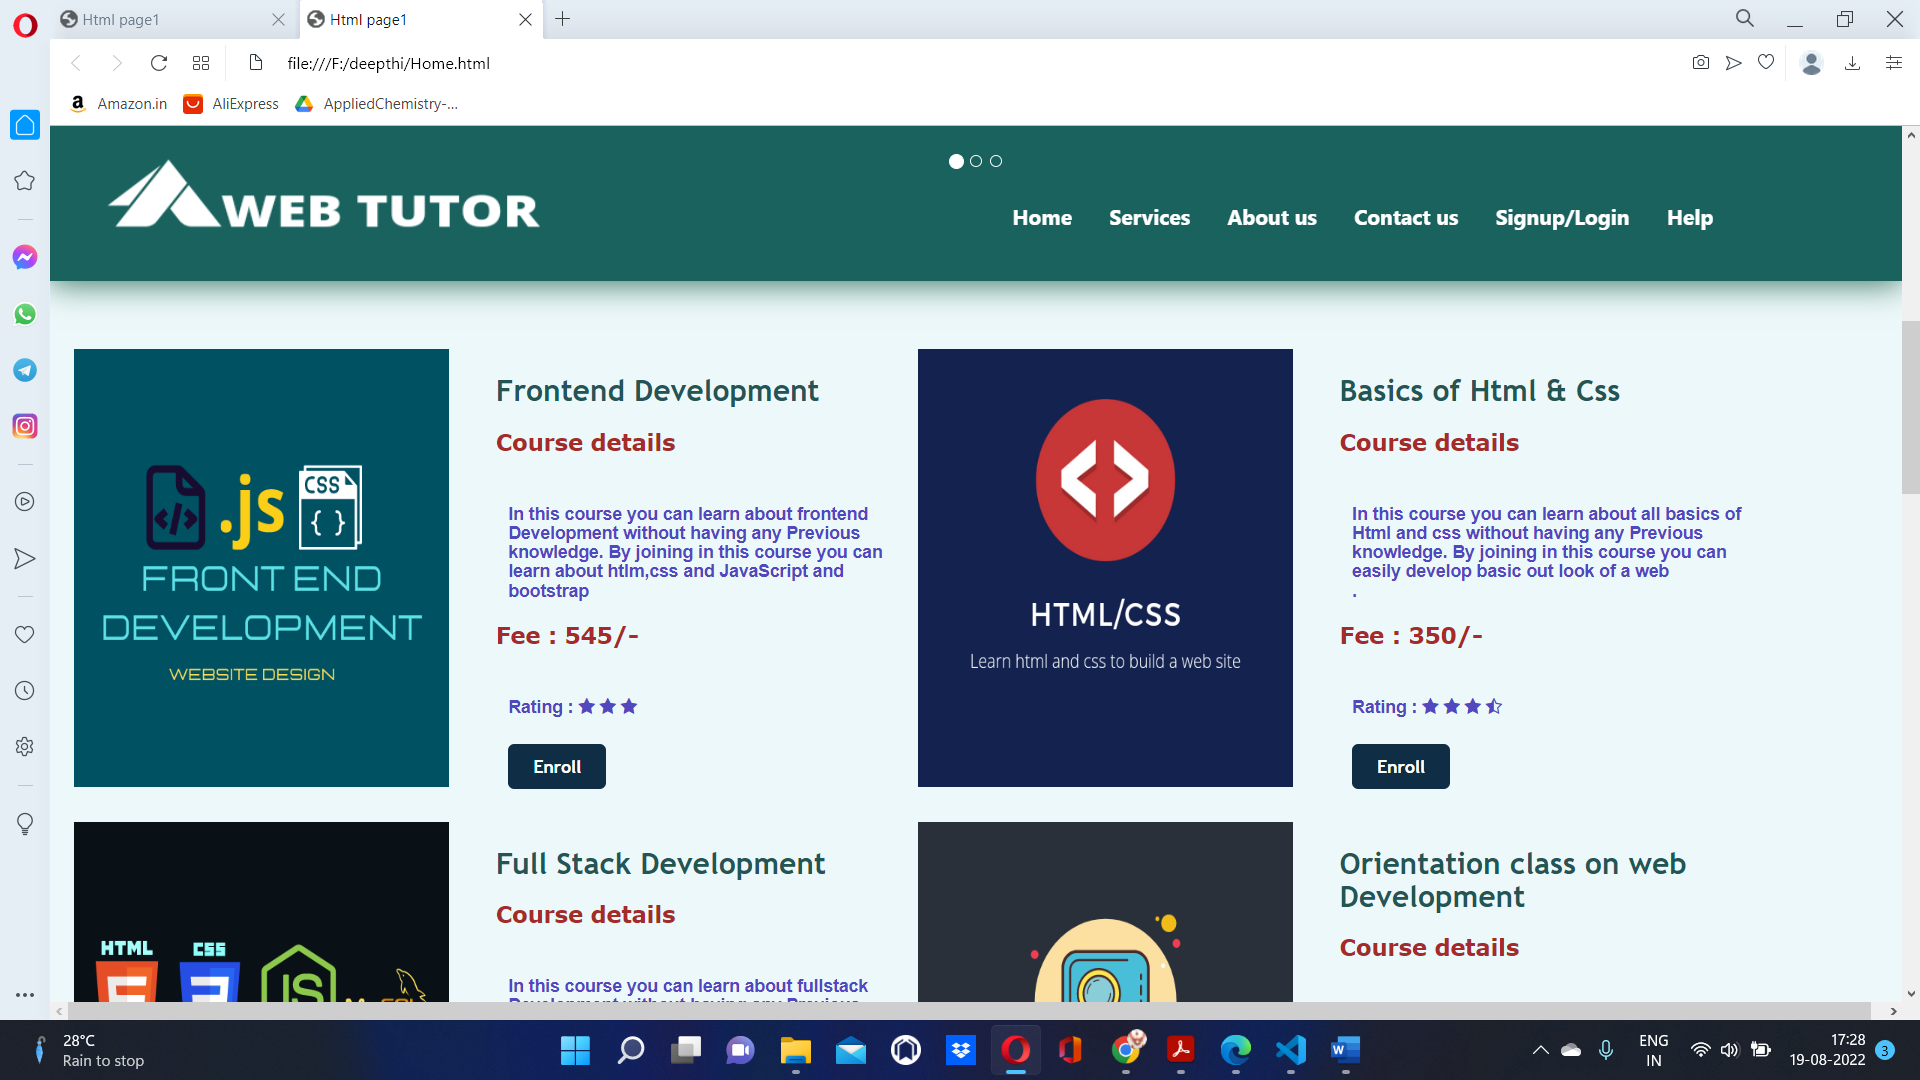 Html page1
Html page1
file:///F:/deepthi/Home.html
Amazon.in
AliExpress
AppliedChemistry-...
WEB TUTOR
Home
Services
About us
Contact us
Signup/Login
Help
.js
CSS
FRONT END
DEVELOPMENT
WEBSITE DESIGN
Frontend Development
Course details
In this course you can learn about frontend
Development without having any Previous
knowledge. By joining in this course you can
learn about htlm,css and JavaScript and
bootstrap
Fee : 545/-
Rating :
Enroll
HTML/CSS
Learn html and css to build a web site
Basics of Html & Css
Course details
In this course you can learn about all basics of
Html and css without having any Previous
knowledge. By joining in this course you can
easily develop basic out look of a web
.
Fee : 350/-
Rating :
Enroll
HTML
CSS
JS
Full Stack Development
Course details
In this course you can learn about fullstack
Development without having any Previous
Orientation class on web
Development
Course details
28°C
Rain to stop
ENG
IN
17:28
19-08-2022
3